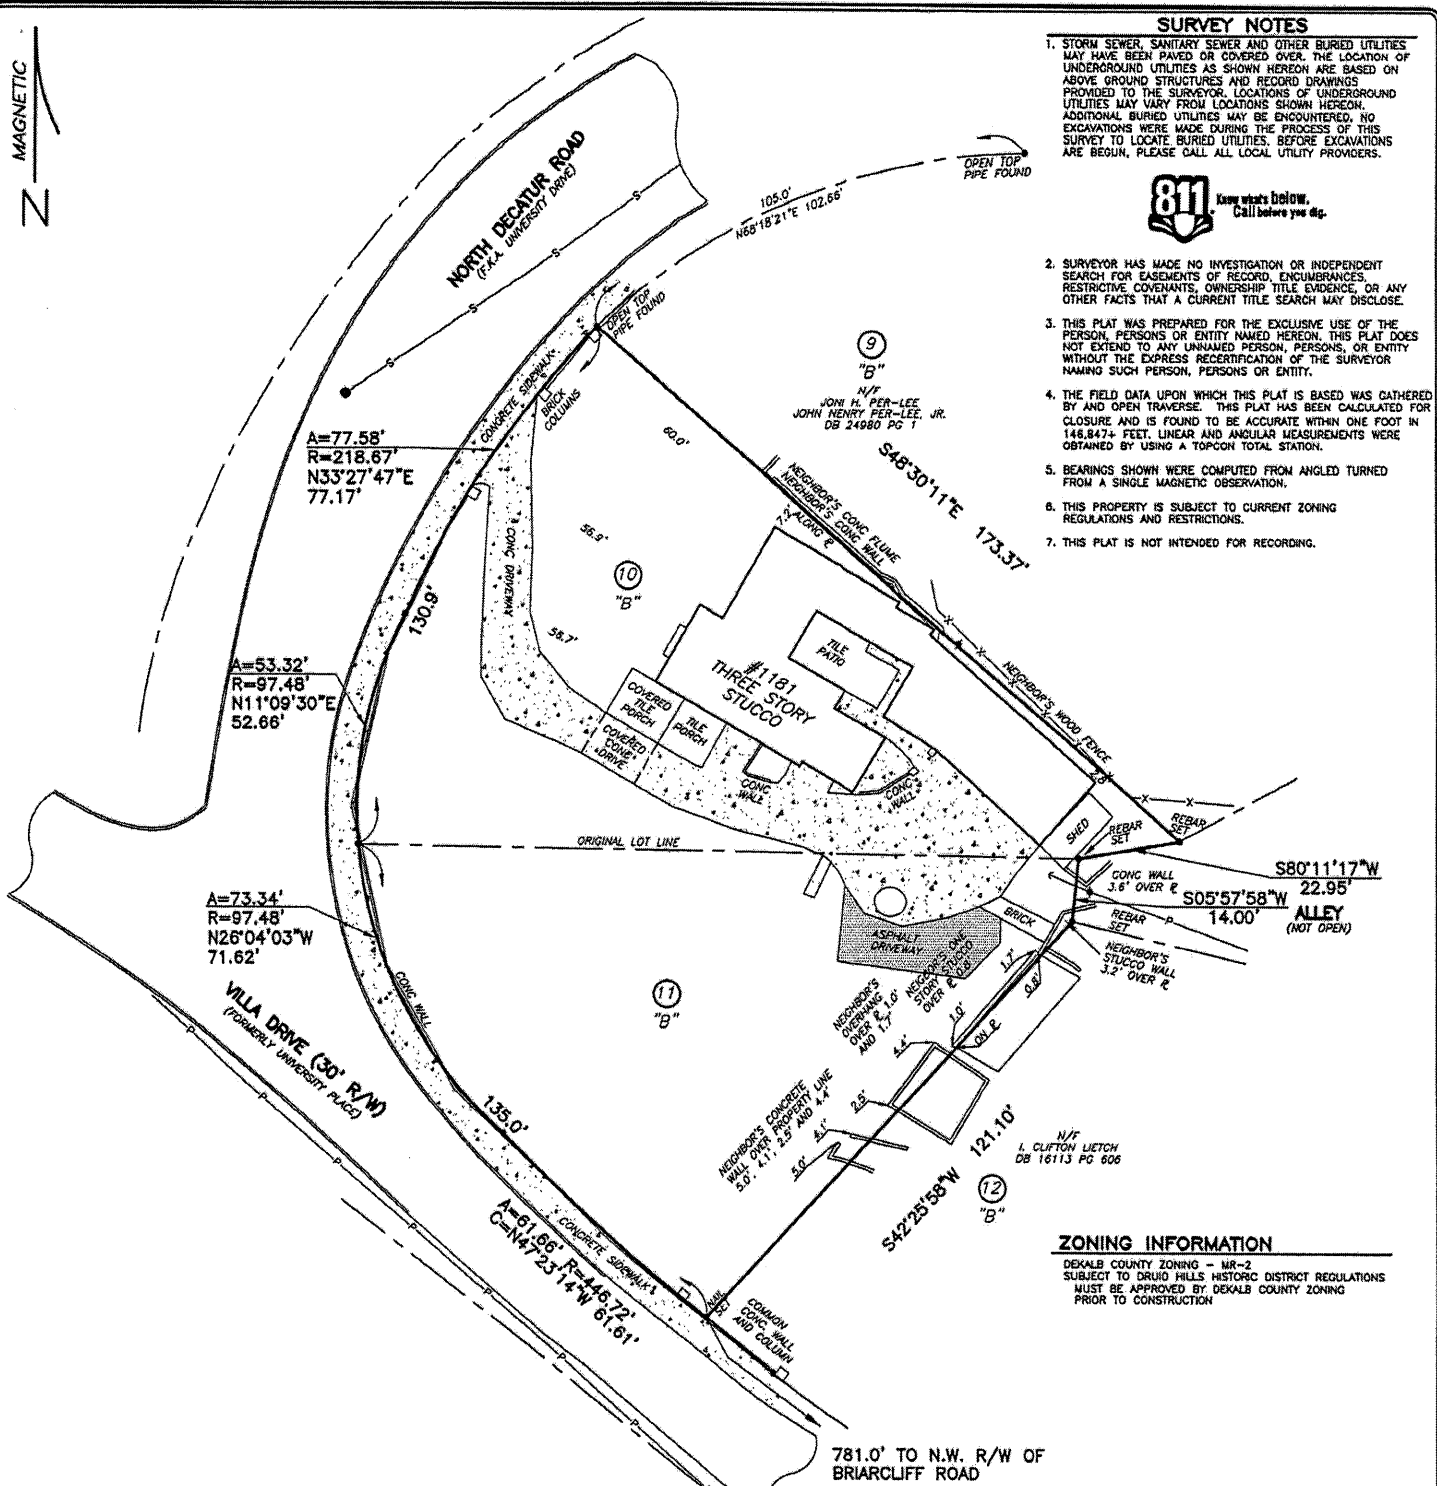 MAGNETIC
N
SURVEY NOTES
1. STORM SEWER, SANITARY SEWER AND OTHER BURIED UTILITIES
MAY HAVE BEEN PAVED OR COVERED OVER. THE LOCATION OF
UNDERGROUND UTILITIES AS SHOWN HEREON ARE BASED ON
ABOVE GROUND STRUCTURES AND RECORD DRAWINGS
PROVIDED TO THE SURVEYOR. LOCATIONS OF UNDERGROUND
UTILITIES MAY VARY FROM LOCATIONS SHOWN HEREON.
ADDITIONAL BURIED UTILITIES MAY BE ENCOUNTERED. NO
EXCAVATIONS WERE MADE DURING THE PROCESS OF THIS
SURVEY TO LOCATE BURIED UTILITIES. BEFORE EXCAVATIONS
ARE BEGUN, PLEASE CALL ALL LOCAL UTILITY PROVIDERS.
811
Know what's below.
Call before you dig.
2. SURVEYOR HAS MADE NO INVESTIGATION OR INDEPENDENT
SEARCH FOR EASEMENTS OF RECORD, ENCUMBRANCES,
RESTRICTIVE COVENANTS, OWNERSHIP TITLE EVIDENCE, OR ANY
OTHER FACTS THAT A CURRENT TITLE SEARCH MAY DISCLOSE.
3. THIS PLAT WAS PREPARED FOR THE EXCLUSIVE USE OF THE
PERSON, PERSONS OR ENTITY NAMED HEREON. THIS PLAT DOES
NOT EXTEND TO ANY UNNAMED PERSON, PERSONS, OR ENTITY
WITHOUT THE EXPRESS RECERTIFICATION OF THE SURVEYOR
NAMING SUCH PERSON, PERSONS OR ENTITY.
4. THE FIELD DATA UPON WHICH THIS PLAT IS BASED WAS GATHERED
BY AND OPEN TRAVERSE. THIS PLAT HAS BEEN CALCULATED FOR
CLOSURE AND IS FOUND TO BE ACCURATE WITHIN ONE FOOT IN
146,847+ FEET. LINEAR AND ANGULAR MEASUREMENTS WERE
OBTAINED BY USING A TOPCON TOTAL STATION.
5. BEARINGS SHOWN WERE COMPUTED FROM ANGLED TURNED
FROM A SINGLE MAGNETIC OBSERVATION.
6. THIS PROPERTY IS SUBJECT TO CURRENT ZONING
REGULATIONS AND RESTRICTIONS.
7. THIS PLAT IS NOT INTENDED FOR RECORDING.
NORTH DECATUR ROAD
(F.K.A. UNIVERSITY DRIVE)
S
S
S
S
OPEN TOP
PIPE FOUND
105.0'
N68°18'21"E 102.66'
OPEN TOP
PIPE FOUND
CONCRETE SIDEWALK
BRICK
COLUMNS
A=77.58'
R=218.67'
N33°27'47"E
77.17'
9
"B"
N/F
JONI H. PER-LEE
JOHN HENRY PER-LEE, JR.
DB 24980 PG 1
S48°30'11"E 173.37'
60.0'
56.9'
58.7'
10
"B"
CONC DRIVEWAY
130.9'
NEIGHBOR'S CONC FLUME
NEIGHBOR'S CONC WALL
7.2' ALONG PL
A=53.32'
R=97.48'
N11°09'30"E
52.66'
#1181
THREE STORY
STUCCO
TILE
PATIO
COVERED
TILE
PORCH
TILE
PORCH
COVERED
CONC
DRIVE
CONC
WALL
CONC
WALL
NEIGHBOR'S WOOD FENCE
X
X
X
X
X
X
SHED
REBAR
SET
REBAR
SET
ORIGINAL LOT LINE
S80°11'17"W
22.95'
CONC WALL
3.6' OVER PL
S05°57'58"W
14.00'
ALLEY
(NOT OPEN)
P
BRICK
REBAR
SET
NEIGHBOR'S
STUCCO WALL
3.2' OVER PL
A=73.34'
R=97.48'
N26°04'03"W
71.62'
CONC WALL
ASPHALT
DRIVEWAY
11
"B"
NEIGHBOR'S ONE
STORY STUCCO
OVER PL 0.8'
NEIGHBOR'S
OVERHANG
OVER PL 1.0'
AND 1.7'
1.7'
0.8'
1.0'
ON PL
4.4'
2.5'
4.1'
5.0'
NEIGHBOR'S CONCRETE
WALL OVER PROPERTY LINE
5.0', 4.1', 2.5' AND 4.4'
VILLA DRIVE (30' R/W)
(FORMERLY UNIVERSITY PLACE)
P
P
P
P
P
P
P
135.0'
S42°25'58"W 121.10'
N/F
I. CLIFTON LIETCH
DB 16113 PG 606
12
"B"
CONCRETE SIDEWALK
A=61.66' R=446.72'
C=N47°23'14"W 61.61'
NAIL
SET
COMMON
CONC. WALL
AND COLUMN
ZONING INFORMATION
DEKALB COUNTY ZONING - MR-2
SUBJECT TO DRUID HILLS HISTORIC DISTRICT REGULATIONS
MUST BE APPROVED BY DEKALB COUNTY ZONING
PRIOR TO CONSTRUCTION
781.0' TO N.W. R/W OF
BRIARCLIFF ROAD